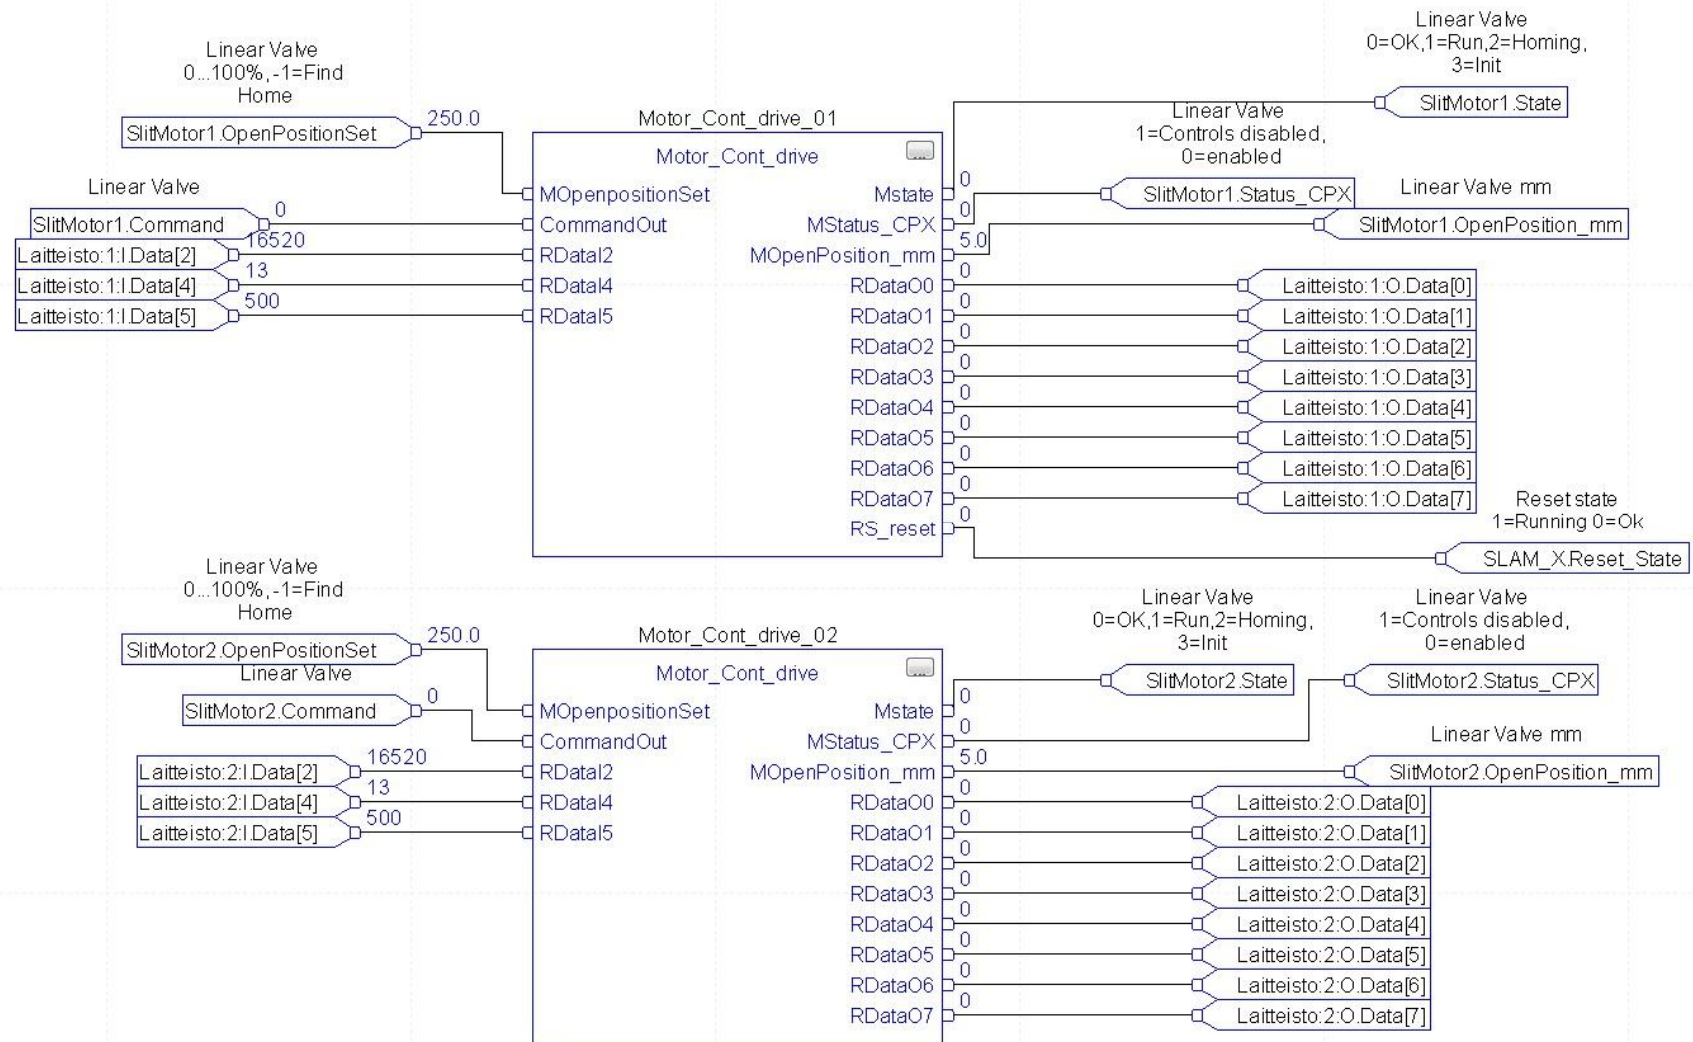 Linear Valve
0=OK,1=Run,2=Homing,
3=Init
SlitMotor1.State
Linear Valve
0...100%,-1=Find
Home
SlitMotor1.OpenPositionSet
250.0
Linear Valve
1=Controls disabled,
0=enabled
SlitMotor1.Status_CPX
Linear Valve mm
SlitMotor1.OpenPosition_mm
Motor_Cont_drive_01
Motor_Cont_drive
...
Linear Valve
SlitMotor1.Command
0
Laitteisto:1:I.Data[2]
16520
Laitteisto:1:I.Data[4]
13
Laitteisto:1:I.Data[5]
500
MOpenpositionSet
CommandOut
RDataI2
RDataI4
RDataI5
Mstate
0
MStatus_CPX
0
MOpenPosition_mm
5.0
RDataO0
0
Laitteisto:1:O.Data[0]
RDataO1
0
Laitteisto:1:O.Data[1]
RDataO2
0
Laitteisto:1:O.Data[2]
RDataO3
0
Laitteisto:1:O.Data[3]
RDataO4
0
Laitteisto:1:O.Data[4]
RDataO5
0
Laitteisto:1:O.Data[5]
RDataO6
0
Laitteisto:1:O.Data[6]
RDataO7
0
Laitteisto:1:O.Data[7]
RS_reset
0
Reset state
1=Running 0=Ok
SLAM_X.Reset_State
Linear Valve
0...100%,-1=Find
Home
SlitMotor2.OpenPositionSet
250.0
Linear Valve
SlitMotor2.Command
0
Laitteisto:2:I.Data[2]
16520
Laitteisto:2:I.Data[4]
13
Laitteisto:2:I.Data[5]
500
Motor_Cont_drive_02
Motor_Cont_drive
...
MOpenpositionSet
CommandOut
RDataI2
RDataI4
RDataI5
Linear Valve
0=OK,1=Run,2=Homing,
3=Init
SlitMotor2.State
Linear Valve
1=Controls disabled,
0=enabled
SlitMotor2.Status_CPX
Linear Valve mm
SlitMotor2.OpenPosition_mm
Mstate
0
MStatus_CPX
0
MOpenPosition_mm
5.0
RDataO0
0
Laitteisto:2:O.Data[0]
RDataO1
0
Laitteisto:2:O.Data[1]
RDataO2
0
Laitteisto:2:O.Data[2]
RDataO3
0
Laitteisto:2:O.Data[3]
RDataO4
0
Laitteisto:2:O.Data[4]
RDataO5
0
Laitteisto:2:O.Data[5]
RDataO6
0
Laitteisto:2:O.Data[6]
RDataO7
0
Laitteisto:2:O.Data[7]